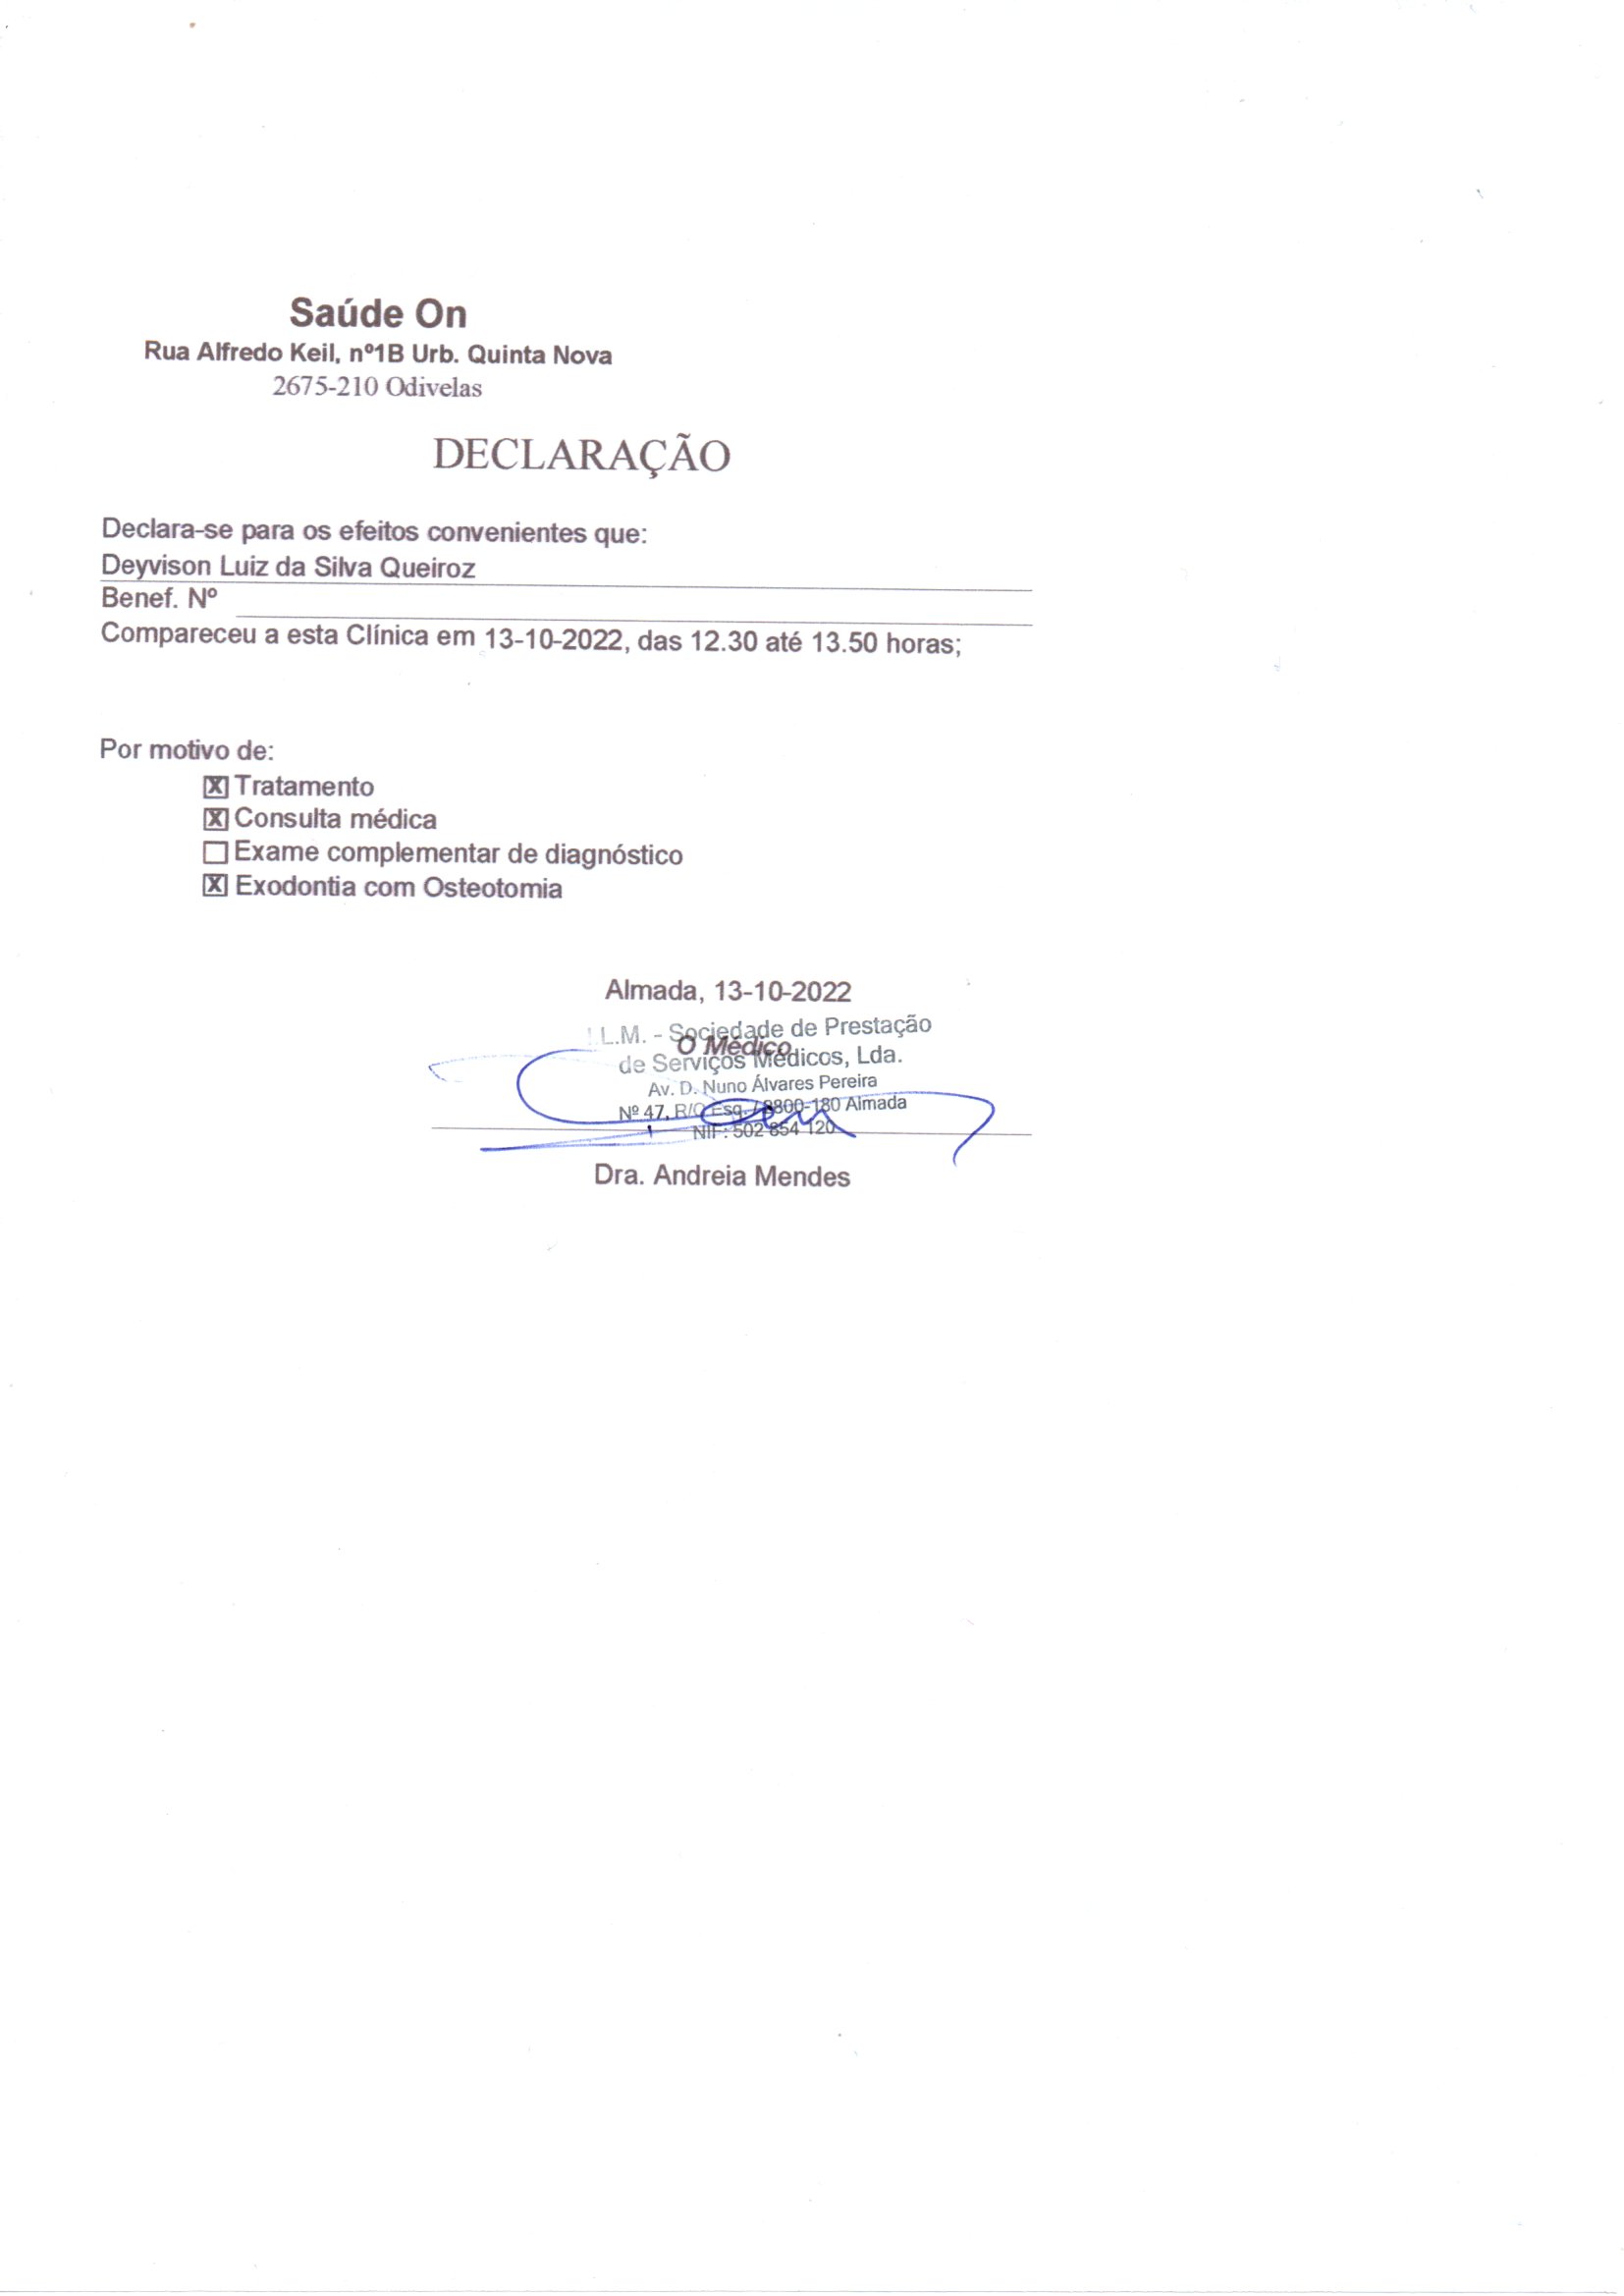 Saúde On
Rua Alfredo Keil, nº1B Urb. Quinta Nova
2675-210 Odivelas
DECLARAÇÃO
Declara-se para os efeitos convenientes que:
Deyvison Luiz da Silva Queiroz
Benef. Nº
Compareceu a esta Clínica em 13-10-2022, das 12.30 até 13.50 horas;
Por motivo de:
X Tratamento
X Consulta médica
Exame complementar de diagnóstico
X Exodontia com Osteotomia
Almada, 13-10-2022
L.M. - Sociedade de Prestação
O Médico
de Serviços Médicos, Lda.
Av. D. Nuno Álvares Pereira
Nº 47, R/C Esq. / 2800-180 Almada
NIF: 502 854 120
Dra. Andreia Mendes